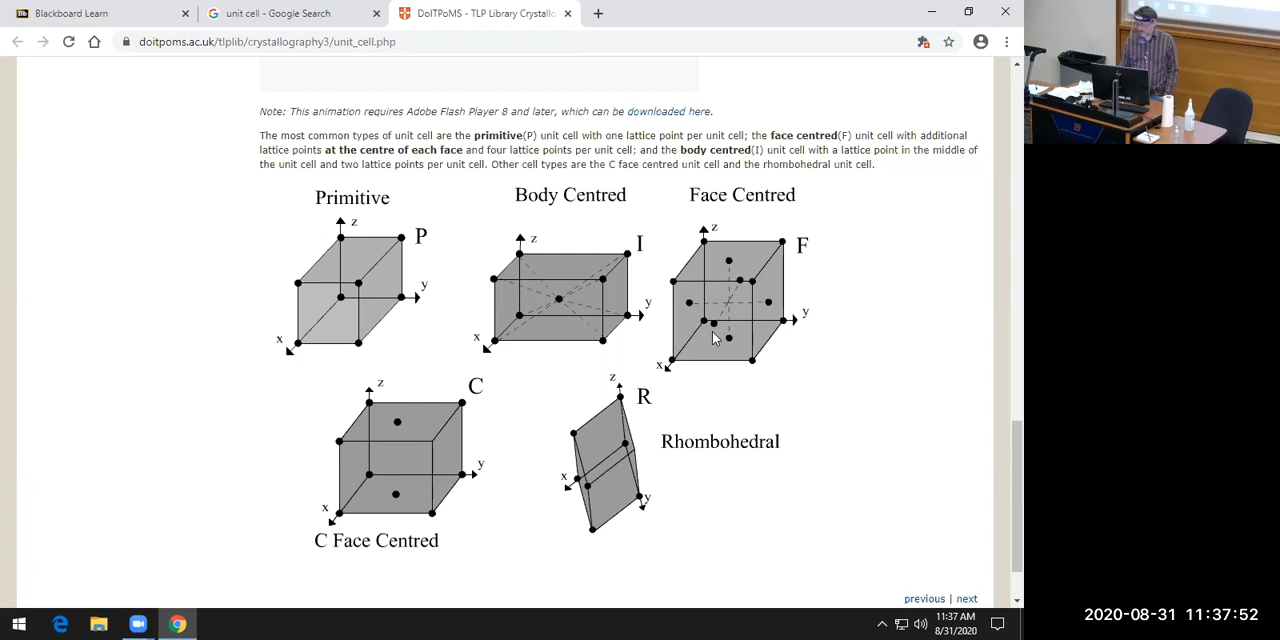 Blackboard Learn
unit cell - Google Search
DoITPoMS - TLP Library Crystallo
doitpoms.ac.uk/tlplib/crystallography3/unit_cell.php
Note: This animation requires Adobe Flash Player 8 and later, which can be downloaded here.
The most common types of unit cell are the primitive(P) unit cell with one lattice point per unit cell; the face centred(F) unit cell with additional
lattice points at the centre of each face and four lattice points per unit cell; and the body centred(I) unit cell with a lattice point in the middle of
the unit cell and two lattice points per unit cell. Other cell types are the C face centred unit cell and the rhombohedral unit cell.
Primitive
z
P
y
x
Body Centred
z
I
y
x
Face Centred
z
F
y
x
z
C
y
x
C Face Centred
z
R
Rhombohedral
x
y
previous | next
11:37 AM
8/31/2020
2020-08-31 11:37:52